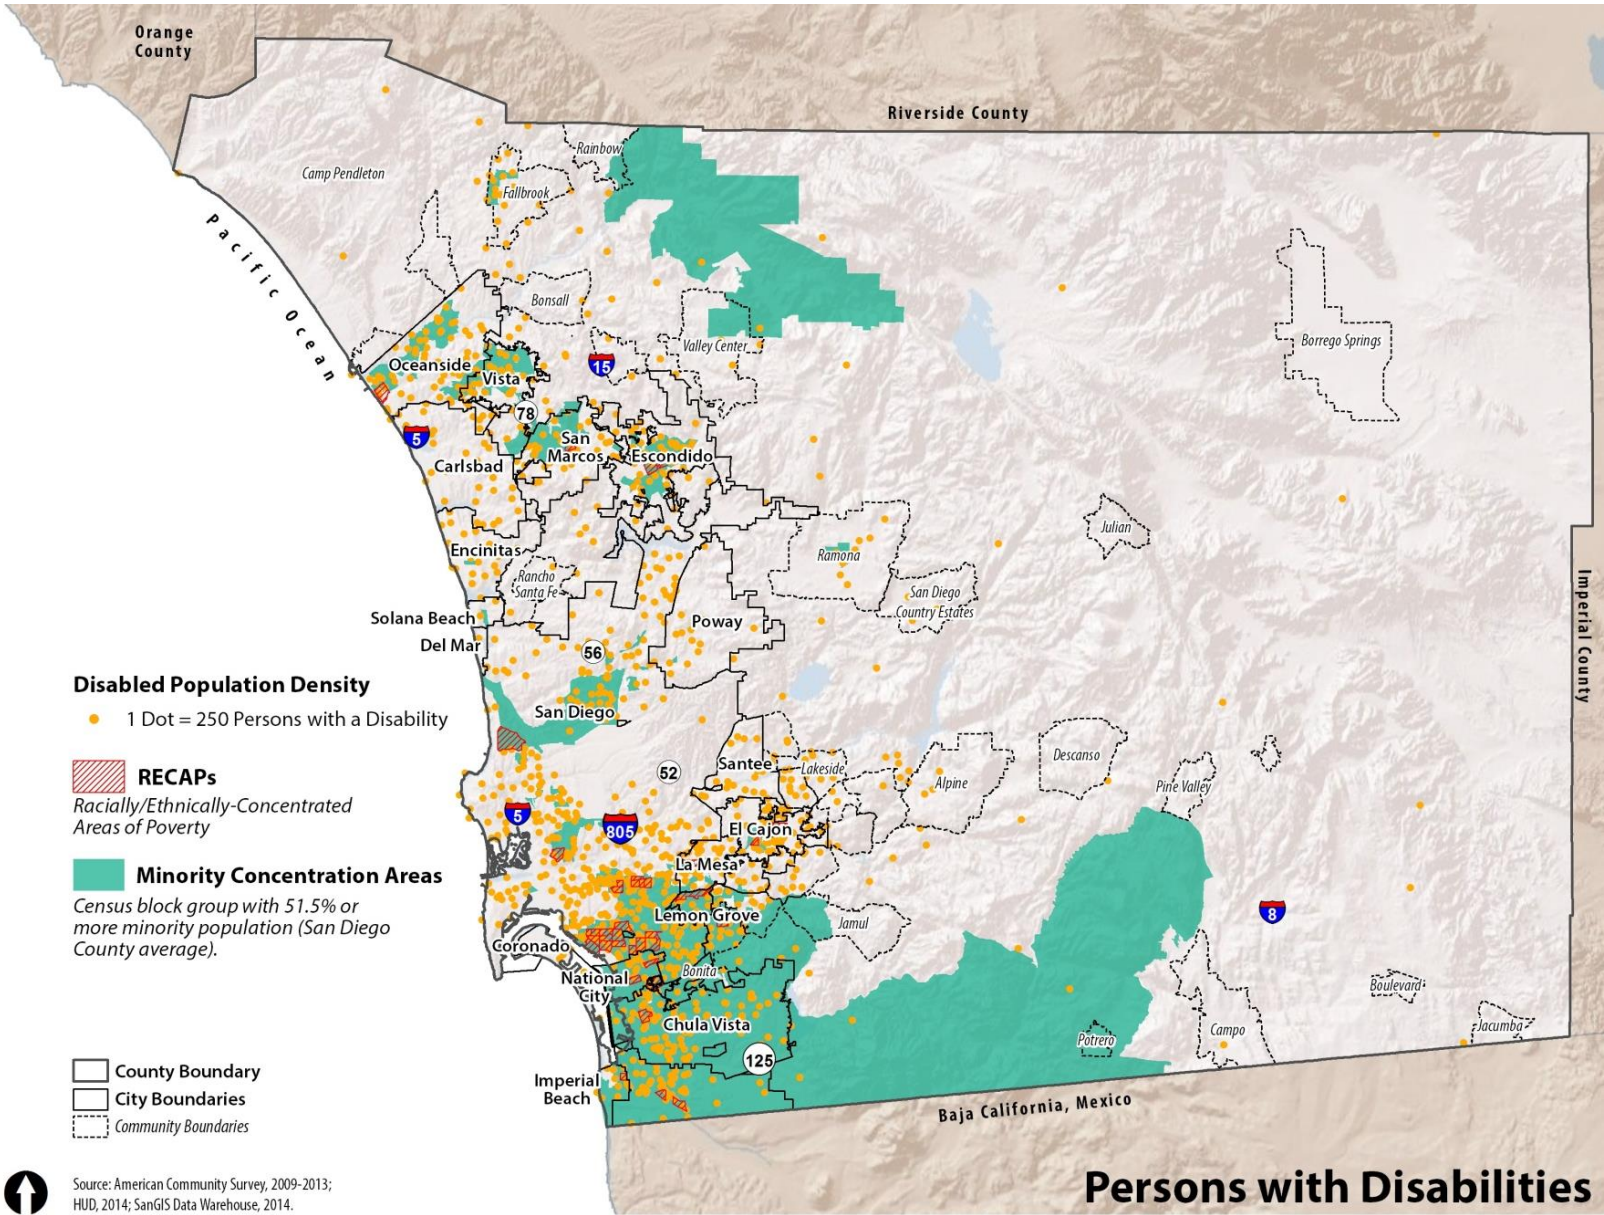 Orange
County
Riverside County
Rainbow
Camp Pendleton
Fallbrook
Pacific Ocean
Bonsall
Valley Center
Borrego Springs
Oceanside
15
Vista
78
5
San
Marcos
Escondido
Carlsbad
Julian
Encinitas
Ramona
Rancho
Santa Fe
San Diego
Country Estates
Imperial County
Solana Beach
Poway
Del Mar
56
Disabled Population Density
1 Dot = 250 Persons with a Disability
San Diego
RECAPs
Racially/Ethnically-Concentrated
Areas of Poverty
52
Santee
Lakeside
Alpine
Descanso
Pine Valley
5
805
El Cajon
La Mesa
Minority Concentration Areas
Census block group with 51.5% or
more minority population (San Diego
County average).
Lemon Grove
Jamul
8
Coronado
National
City
Bonita
Boulevard
Chula Vista
Potrero
Campo
Jacumba
125
County Boundary
City Boundaries
Community Boundaries
Imperial
Beach
Baja California, Mexico
Source: American Community Survey, 2009-2013;
HUD, 2014; SanGIS Data Warehouse, 2014.
Persons with Disabilities